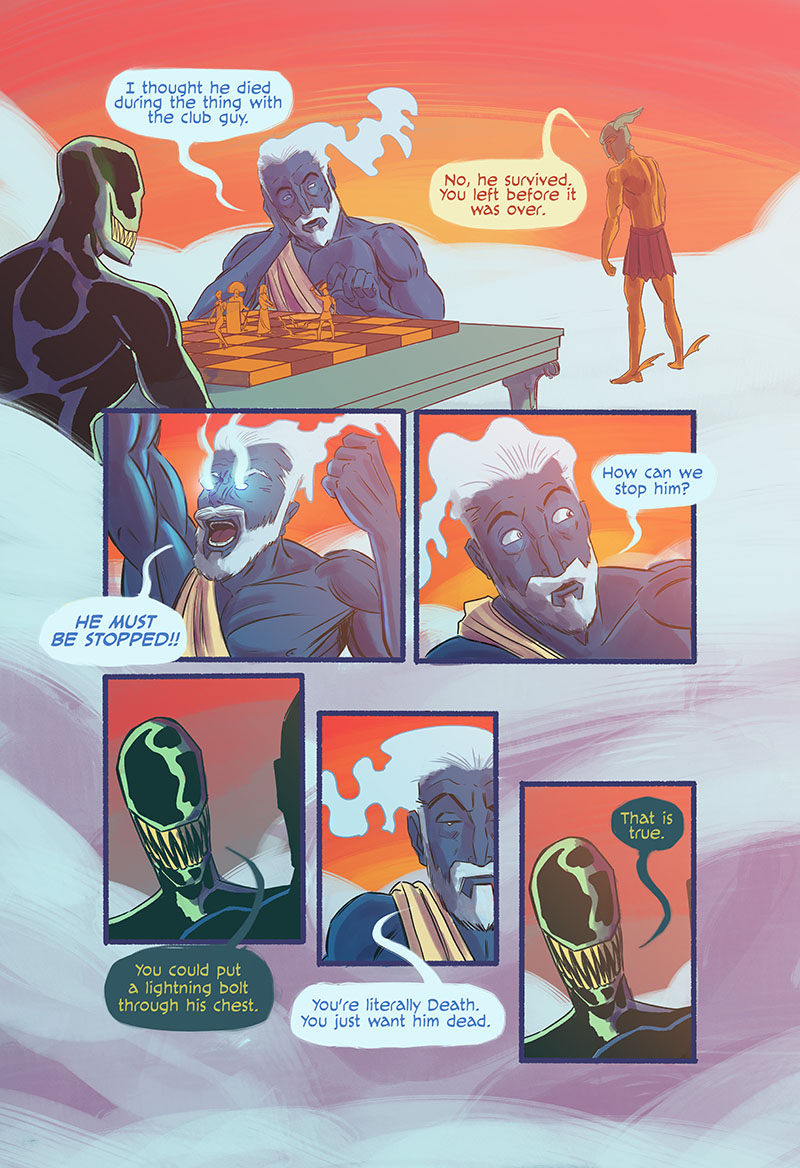 I thought he died
during the thing with
the club guy.
No, he survived.
You left before it
was over.
HE MUST
BE STOPPED!!
How can we
stop him?
You could put
a lightning bolt
through his chest.
You're literally Death.
You just want him dead.
That is
true.